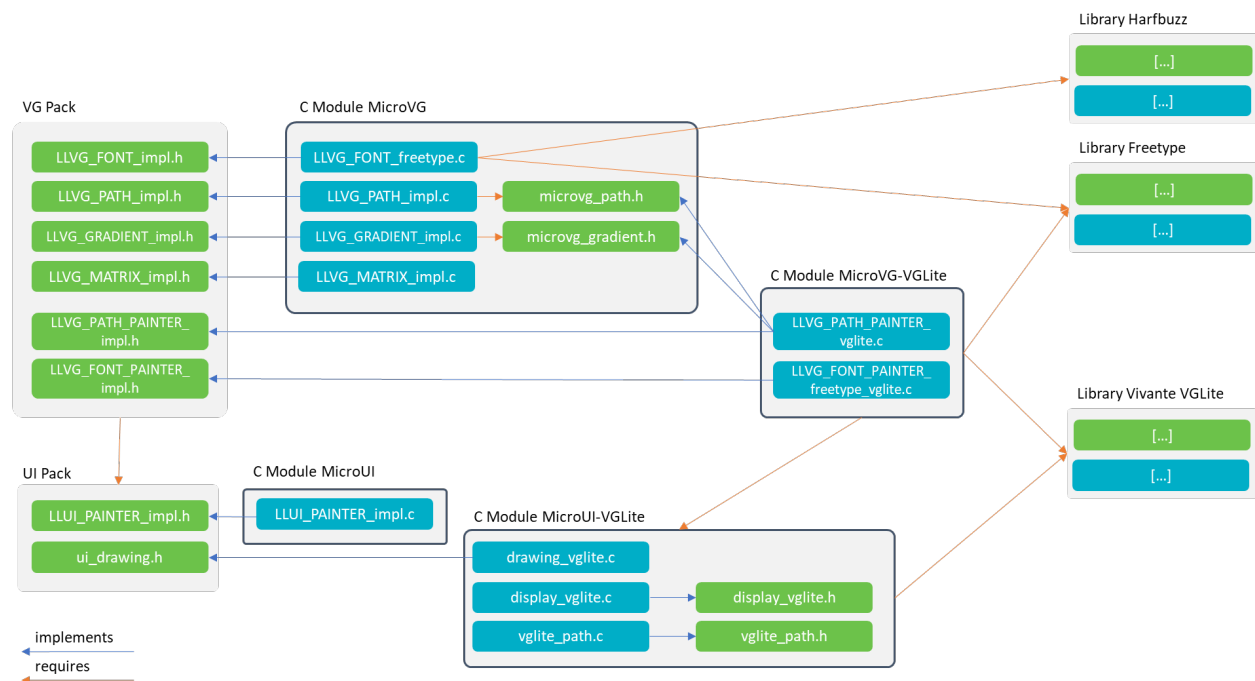 Library Harfbuzz
[...]
[...]
VG Pack
LLVG_FONT_impl.h
LLVG_PATH_impl.h
LLVG_GRADIENT_impl.h
LLVG_MATRIX_impl.h
LLVG_PATH_PAINTER_
impl.h
LLVG_FONT_PAINTER_
impl.h
C Module MicroVG
LLVG_FONT_freetype.c
LLVG_PATH_impl.c
microvg_path.h
LLVG_GRADIENT_impl.c
microvg_gradient.h
LLVG_MATRIX_impl.c
Library Freetype
[...]
[...]
C Module MicroVG-VGLite
LLVG_PATH_PAINTER_
vglite.c
LLVG_FONT_PAINTER_
freetype_vglite.c
Library Vivante VGLite
[...]
[...]
UI Pack
LLUI_PAINTER_impl.h
ui_drawing.h
C Module MicroUI
LLUI_PAINTER_impl.c
C Module MicroUI-VGLite
drawing_vglite.c
display_vglite.c
display_vglite.h
vglite_path.c
vglite_path.h
implements
requires